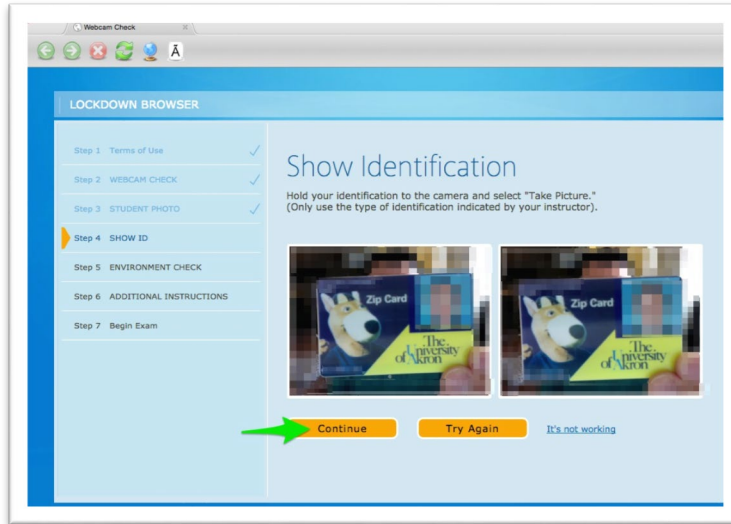 Webcam Check
Ā
LOCKDOWN BROWSER
Step 1 Terms of Use
Step 2 WEBCAM CHECK
Step 3 STUDENT PHOTO
Step 4 SHOW ID
Step 5 ENVIRONMENT CHECK
Step 6 ADDITIONAL INSTRUCTIONS
Step 7 Begin Exam
Show Identification
Hold your identification to the camera and select "Take Picture."
(Only use the type of identification indicated by your instructor).
Zip Card
The
University
of Akron
Zip Card
The
University
of Akron
Continue
Try Again
It's not working